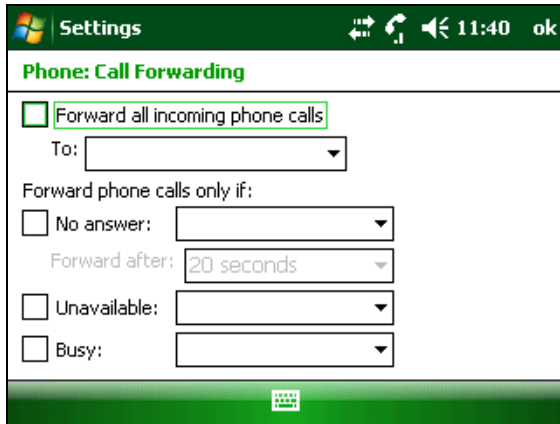 Settings 11:40 ok
Phone: Call Forwarding
Forward all incoming phone calls
To:
Forward phone calls only if:
No answer:
Forward after: 20 seconds
Unavailable:
Busy: